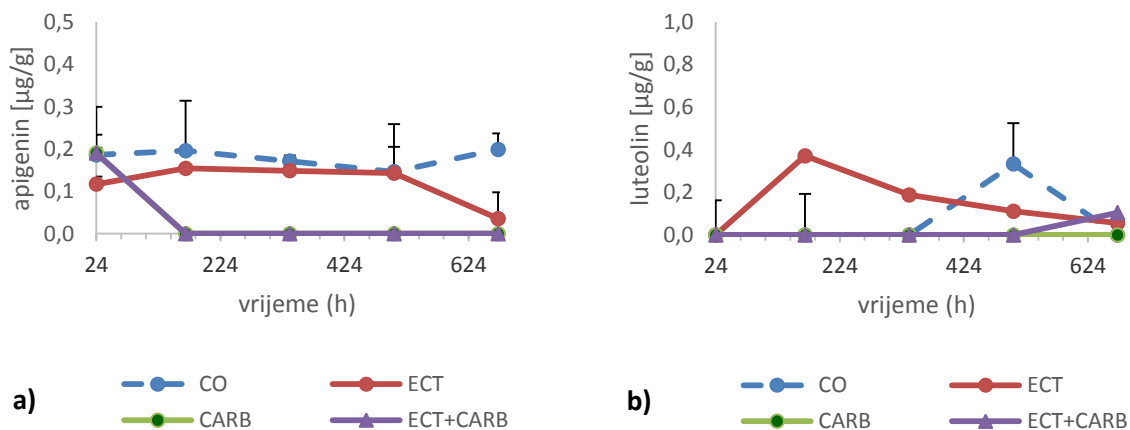 apigenin [µg/g]
0,5
0,4
0,3
0,2
0,1
0,0
24 224 424 624
vrijeme (h)
a)
CO ECT
CARB ECT+CARB
luteolin [µg/g]
1,0
0,8
0,6
0,4
0,2
0,0
24 224 424 624
vrijeme (h)
b)
CO ECT
CARB ECT+CARB